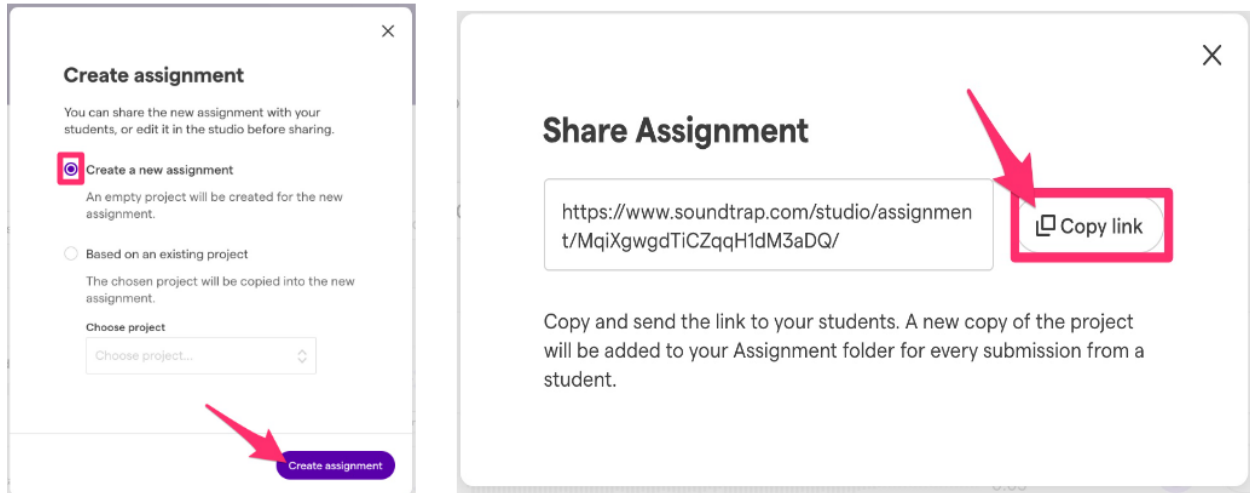 Create assignment
You can share the new assignment with your
students, or edit it in the studio before sharing.
Create a new assignment
An empty project will be created for the new
assignment.
Based on an existing project
The chosen project will be copied into the new
assignment.
Choose project
Choose project...
Create assignment
Share Assignment
https://www.soundtrap.com/studio/assignmen
t/MqiXgwgdTiCZqqH1dM3aDQ/
Copy link
Copy and send the link to your students. A new copy of the project
will be added to your Assignment folder for every submission from a
student.